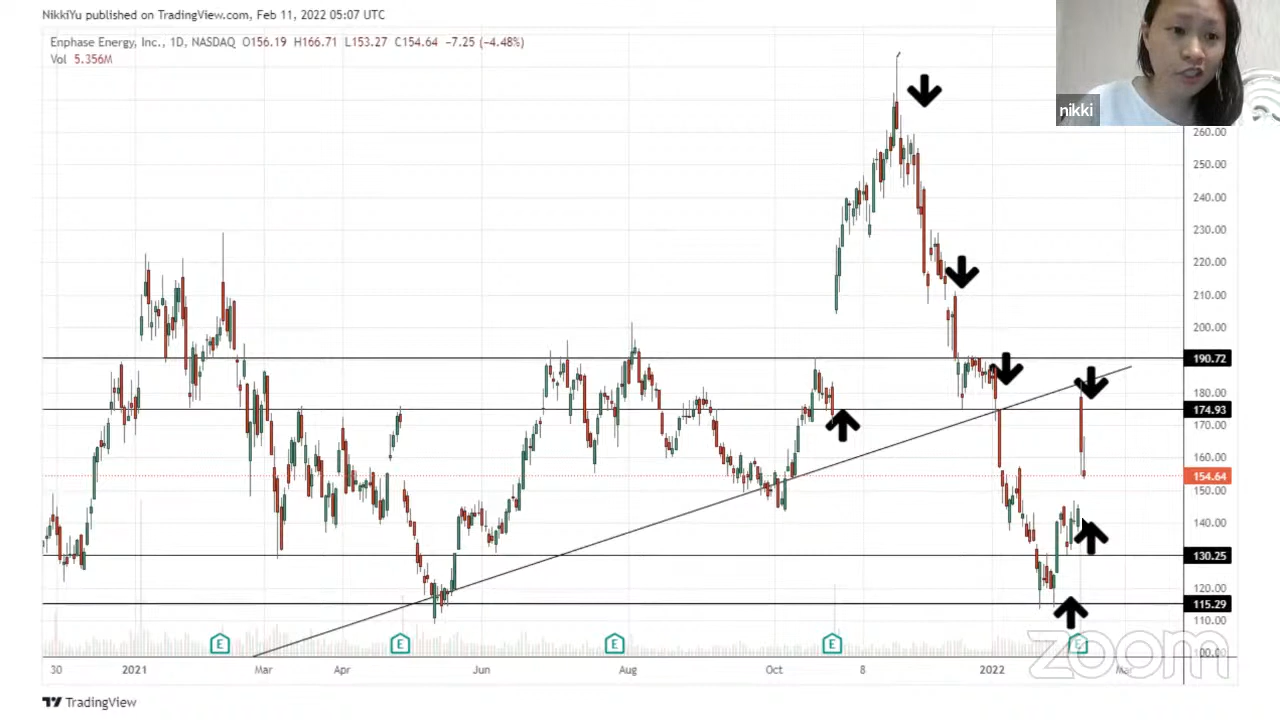 NikkiYu published on TradingView.com, Feb 11, 2022 05:07 UTC
Enphase Energy, Inc., 1D, NASDAQ O156.19 H166.71 L153.27 C154.64 -7.25 (-4.48%)
Vol 5.356M
nikki
260.00
250.00
240.00
230.00
220.00
210.00
200.00
190.72
180.00
174.93
170.00
160.00
154.64
150.00
140.00
130.25
120.00
115.29
110.00
100.00
E E E E E
zoom
30 2021 Mar Apr Jun Aug Oct 8 2022 Mar
TradingView